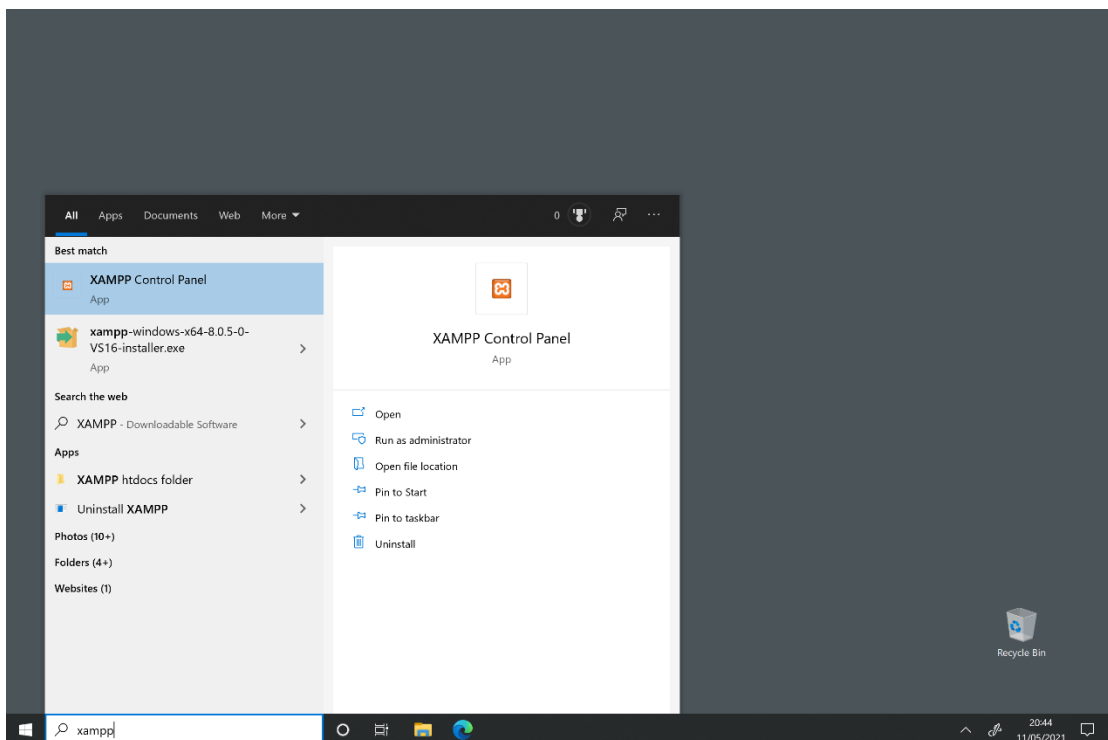 All Apps Documents Web More 0
Best match
XAMPP Control Panel
App
xampp-windows-x64-8.0.5-0-
VS16-installer.exe
App
Search the web
XAMPP - Downloadable Software
Apps
XAMPP htdocs folder
Uninstall XAMPP
Photos (10+)
Folders (4+)
Websites (1)
XAMPP Control Panel
App
Open
Run as administrator
Open file location
Pin to Start
Pin to taskbar
Uninstall
Recycle Bin
xampp
20:44
11/05/2021